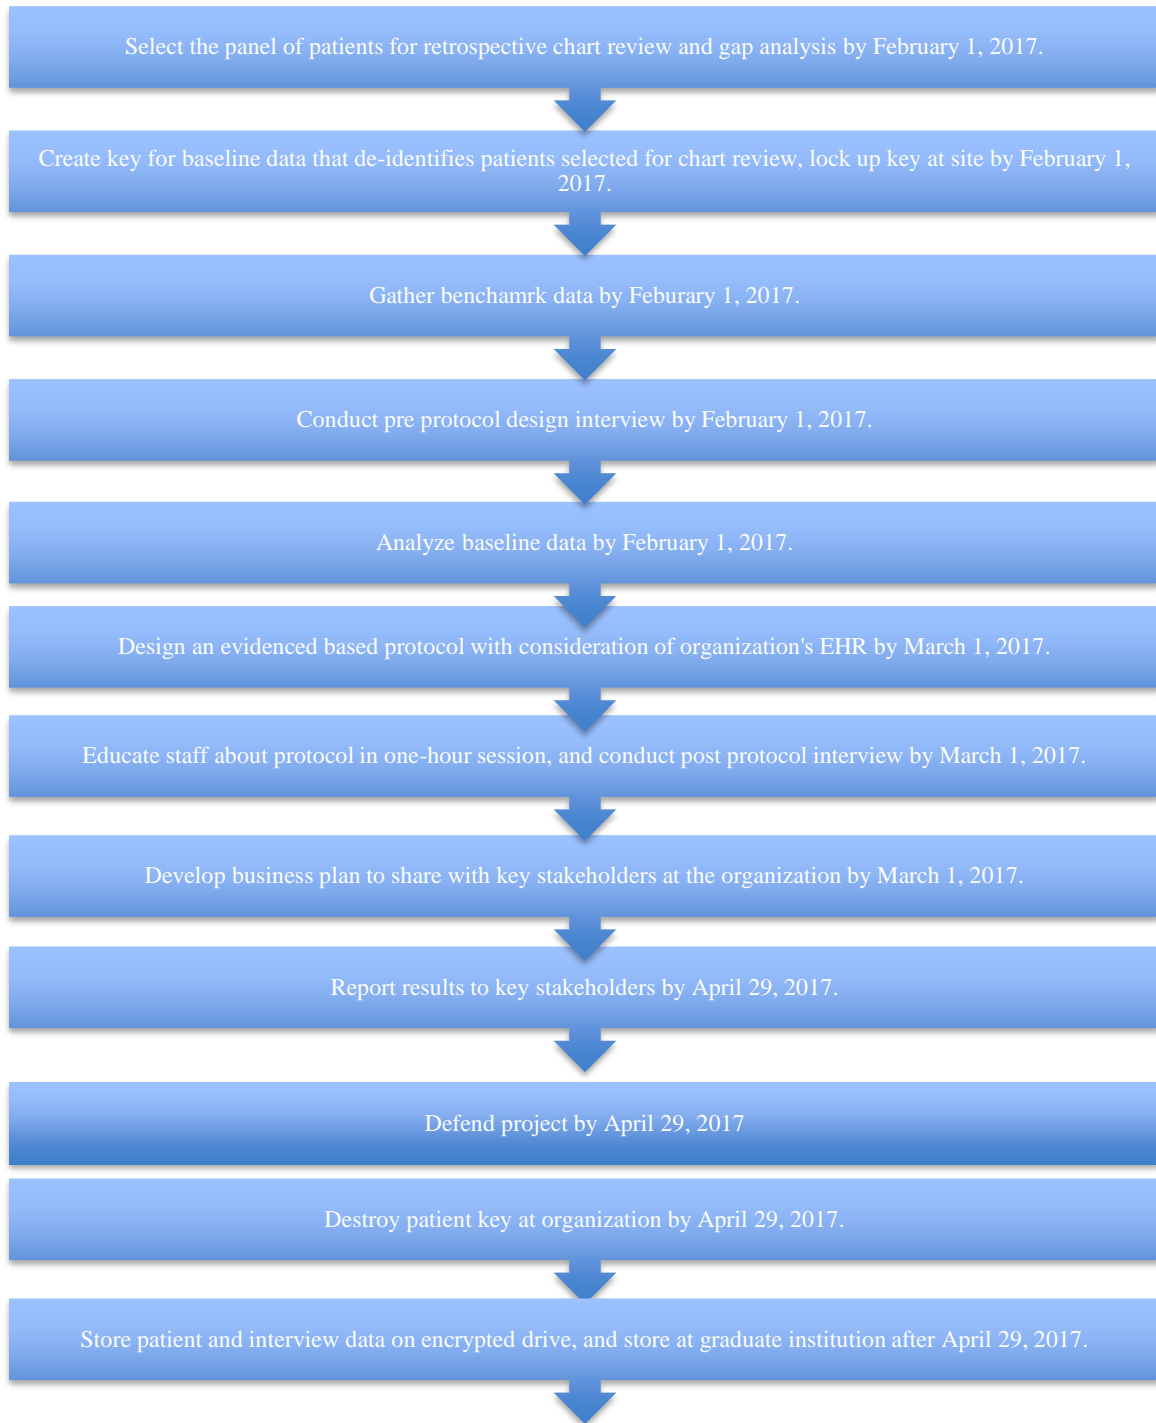 Select the panel of patients for retrospective chart review and gap analysis by February 1, 2017.
Create key for baseline data that de-identifies patients selected for chart review, lock up key at site by February 1,
2017.
Gather benchamrk data by Feburary 1, 2017.
Conduct pre protocol design interview by February 1, 2017.
Analyze baseline data by February 1, 2017.
Design an evidenced based protocol with consideration of organization's EHR by March 1, 2017.
Educate staff about protocol in one-hour session, and conduct post protocol interview by March 1, 2017.
Develop business plan to share with key stakeholders at the organization by March 1, 2017.
Report results to key stakeholders by April 29, 2017.
Defend project by April 29, 2017
Destroy patient key at organization by April 29, 2017.
Store patient and interview data on encrypted drive, and store at graduate institution after April 29, 2017.